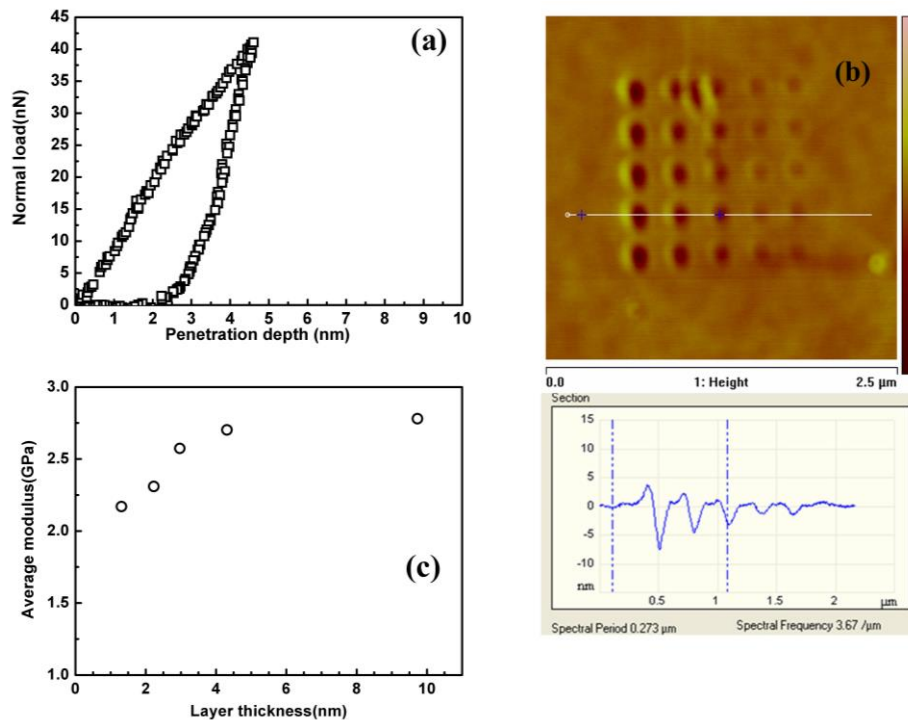 (a)
Normal load(nN)
45
40
35
30
25
20
15
10
5
0
0 1 2 3 4 5 6 7 8 9 10
Penetration depth (nm)
(b)
0.0 1: Height 2.5 µm
Section
15
10
5
0
-5
-10
nm
0.5 1 1.5 2 µm
Spectral Period 0.273 µm Spectral Frequency 3.67 /µm
(c)
Average modulus(GPa)
3.0
2.5
2.0
1.5
1.0
0 2 4 6 8 10
Layer thickness(nm)